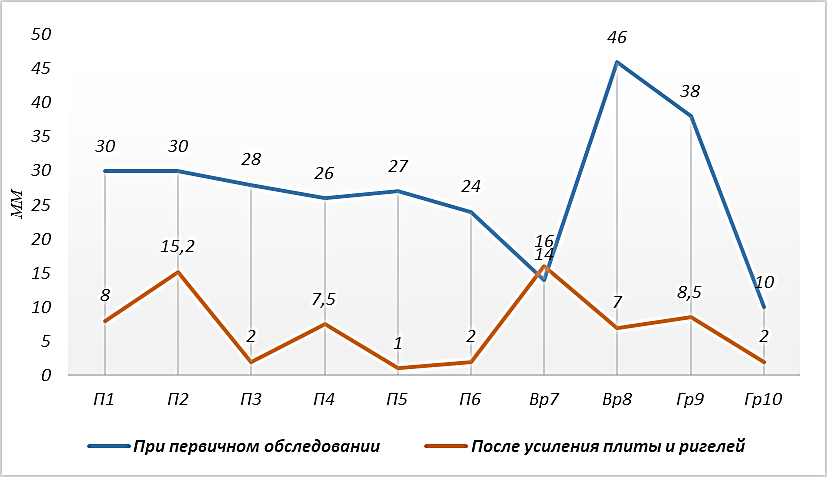 50
45
40
35
30
25
20
15
10
5
0
мм
30 30 28 26 27 24 14 46 38 10
8 15,2 2 7,5 1 2 16 7 8,5 2
П1 П2 П3 П4 П5 П6 Вр7 Вр8 Гр9 Гр10
При первичном обследовании После усиления плиты и ригелей